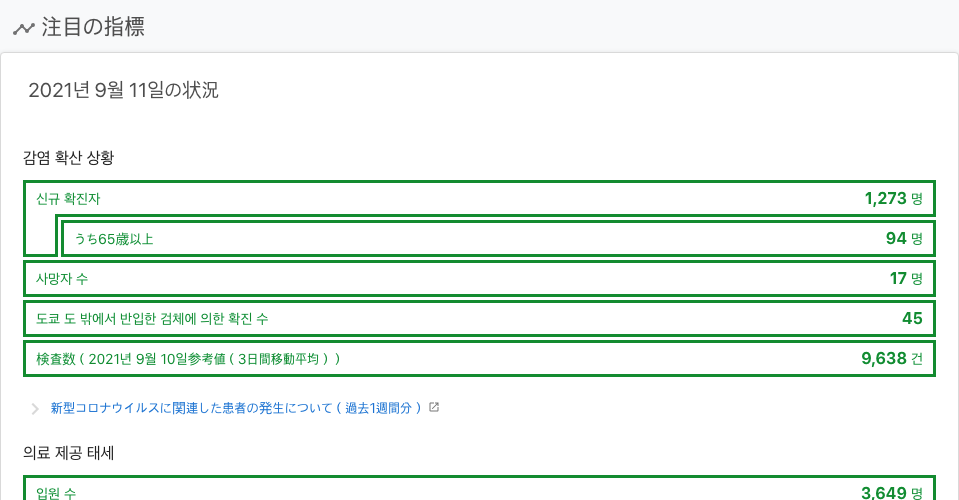 注目の指標
2021년 9월 11일の状況
감염 확산 상황
신규 확진자 1,273 명
うち65歳以上 94 명
사망자 수 17 명
도쿄 도 밖에서 반입한 검체에 의한 확진 수 45
検査数 ( 2021년 9월 10일参考値 ( 3日間移動平均 ) )
9,638 건
新型コロナウイルスに関連した患者の発生について ( 過去1週間分 )
의료 제공 태세
입원 수 3,649 명